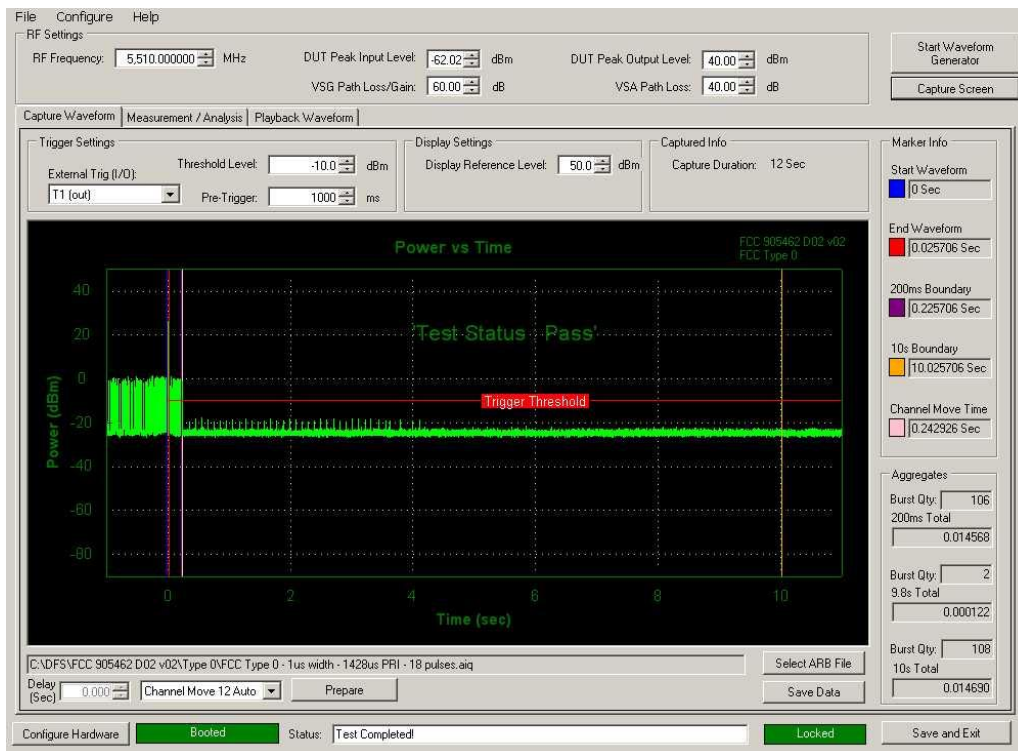 File Configure Help
RF Settings
RF Frequency: 5,510.000000 MHz
DUT Peak Input Level: -62.02 dBm
DUT Peak Output Level: 40.00 dBm
VSG Path Loss/Gain: 60.00 dB
VSA Path Loss: 40.00 dB
Start Waveform
Generator
Capture Screen
Capture Waveform Measurement / Analysis Playback Waveform
Trigger Settings
External Trig (I/O):
T1 (out)
Threshold Level: -10.0 dBm
Pre-Trigger: 1000 ms
Display Settings
Display Reference Level: 50.0 dBm
Captured Info
Capture Duration: 12 Sec
Marker Info
Start Waveform
0 Sec
End Waveform
0.025706 Sec
200ms Boundary
0.225706 Sec
10s Boundary
10.025706 Sec
Channel Move Time
0.242926 Sec
Power vs Time
FCC 905462 D02 v02
FCC Type 0
'Test Status : Pass'
Trigger Threshold
Power (dBm)
40
20
0
-20
-40
-60
-80
0 2 4 6 8 10
Time (sec)
Aggregates
Burst Qty: 106
200ms Total
0.014568
Burst Qty: 2
9.8s Total
0.000122
Burst Qty: 108
10s Total
0.014690
C:\DFS\FCC 905462 D02 v02\Type 0\FCC Type 0 - 1us width - 1428us PRI - 18 pulses.aiq
Select ARB File
Delay
(Sec) 0.000 Channel Move 12 Auto Prepare
Save Data
Configure Hardware Booted Status: Test Completed! Locked Save and Exit